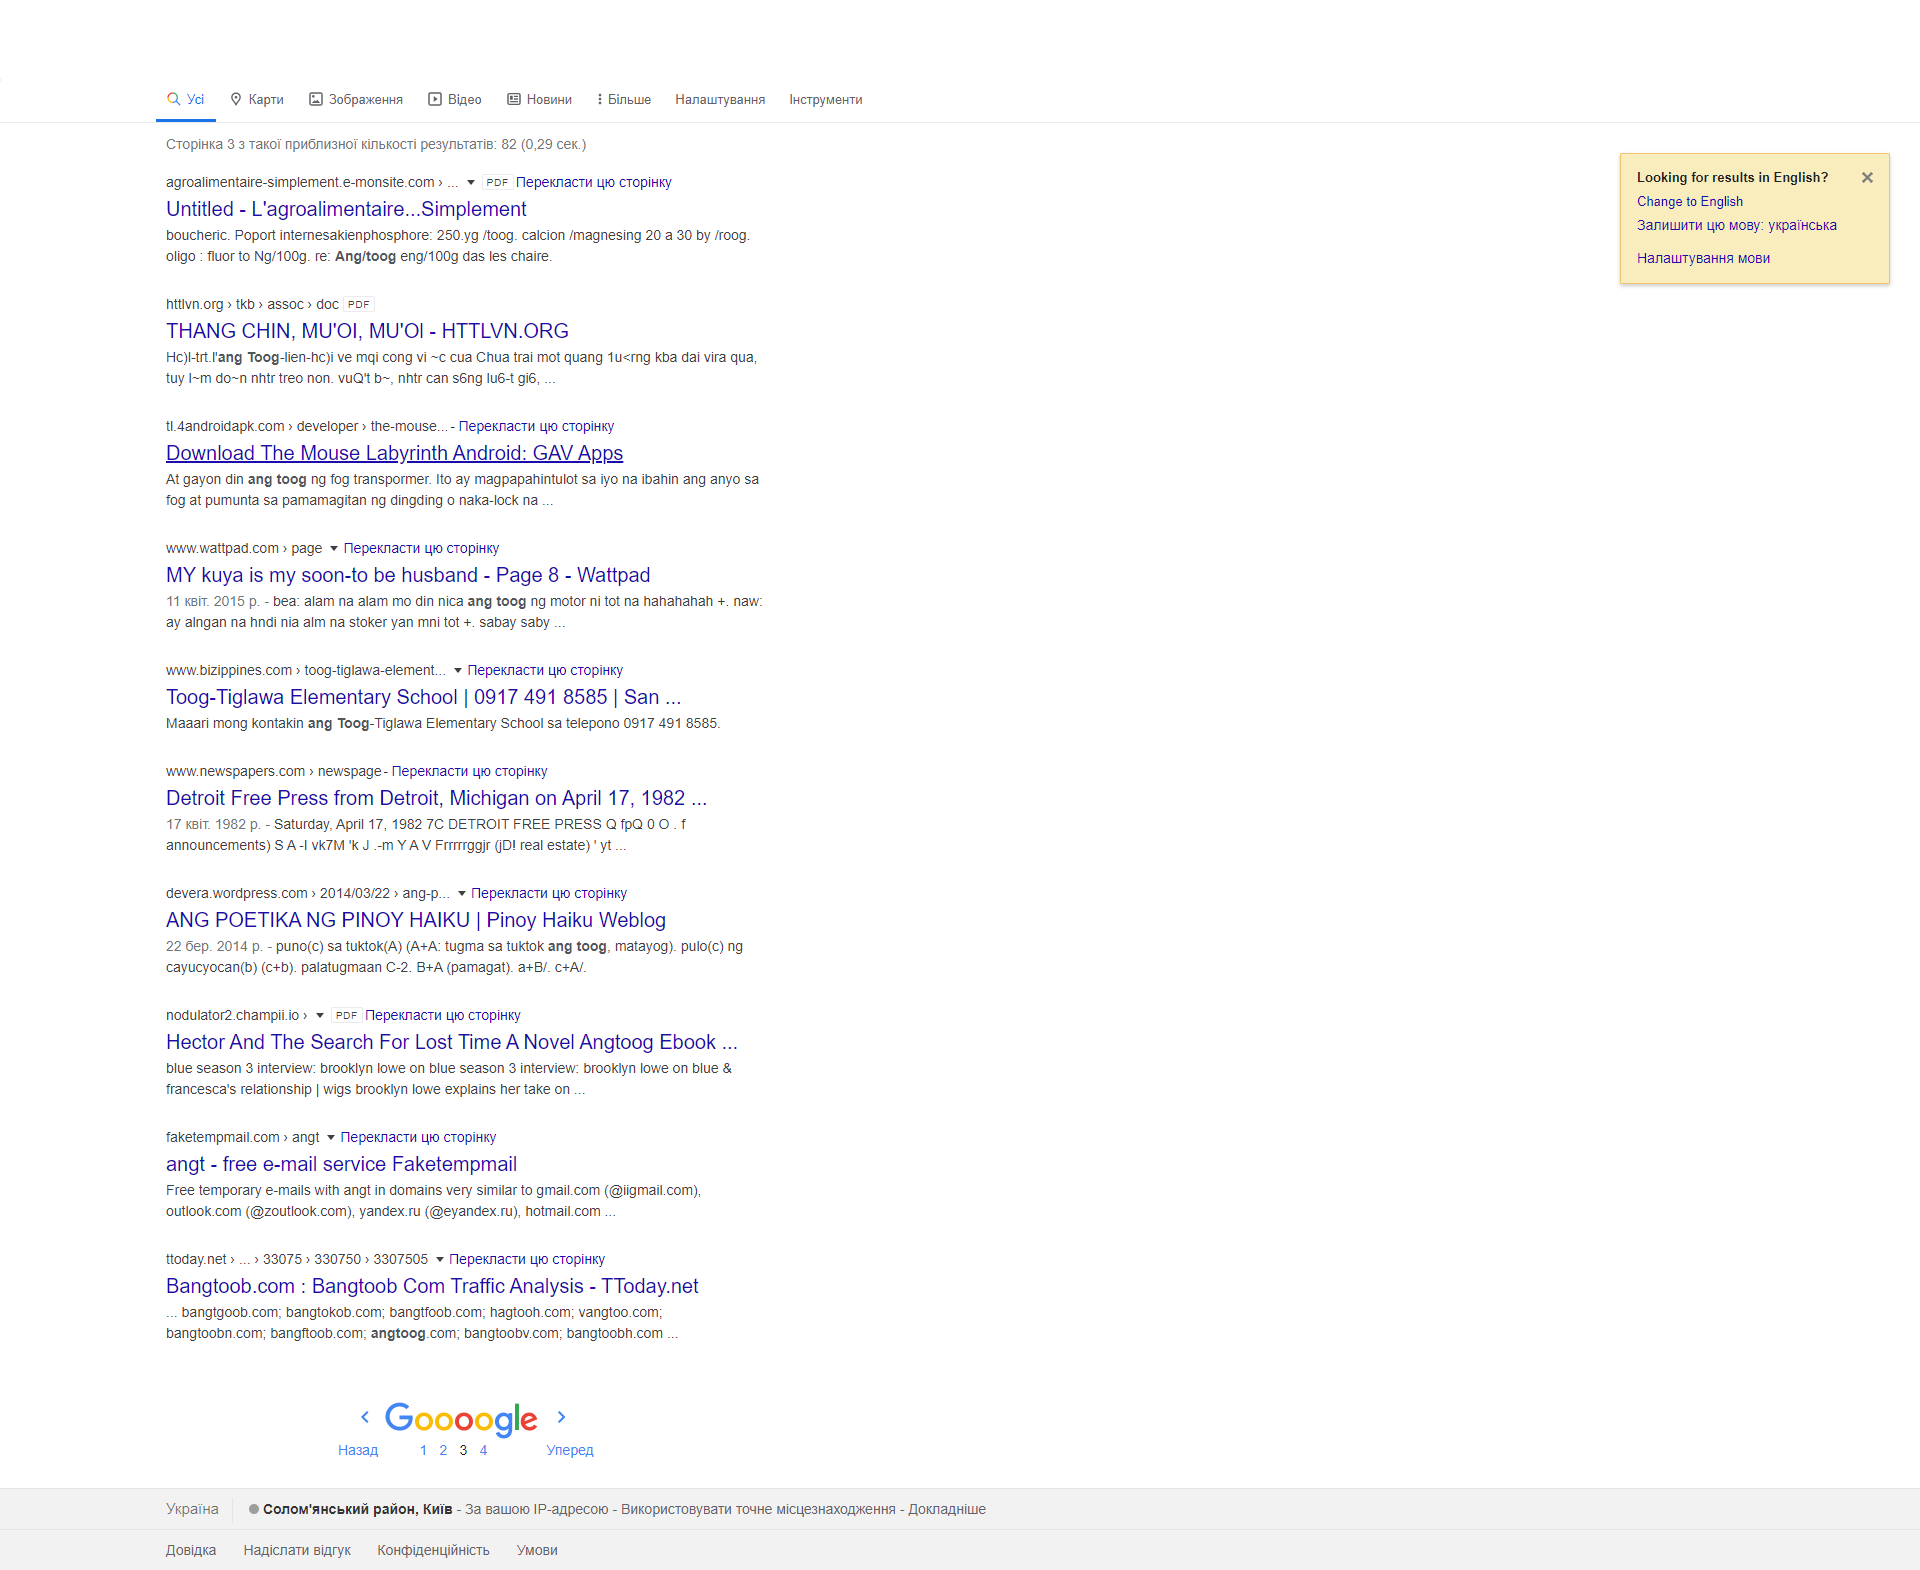 Усі Карти Зображення Відео Новини Більше Налаштування Інструменти
Сторінка 3 з такої приблизної кількості результатів: 82 (0,29 сек.)
Looking for results in English?
Change to English
Залишити цю мову: українська
Налаштування мови
agroalimentaire-simplement.e-monsite.com › ... PDF Перекласти цю сторінку
Untitled - L'agroalimentaire...Simplement
boucheric. Poport internesakienphosphore: 250.yg /toog. calcion /magnesing 20 a 30 by /roog.
oligo : fluor to Ng/100g. re: Ang/toog eng/100g das les chaire.
httlvn.org › tkb › assoc › doc PDF
THANG CHIN, MU'OI, MU'OI - HTTLVN.ORG
Hc)l-trt.l'ang Toog-lien-hc)i ve mqi cong vi ~c cua Chua trai mot quang 1u<rng kba dai vira qua,
tuy I~m do~n nhtr treo non. vuQ't b~, nhtr can s6ng lu6-t gi6, ...
tl.4androidapk.com › developer › the-mouse... - Перекласти цю сторінку
Download The Mouse Labyrinth Android: GAV Apps
At gayon din ang toog ng fog transpormer. Ito ay magpapahintulot sa iyo na ibahin ang anyo sa
fog at pumunta sa pamamagitan ng dingding o naka-lock na ...
www.wattpad.com › page Перекласти цю сторінку
MY kuya is my soon-to be husband - Page 8 - Wattpad
11 квіт. 2015 р. - bea: alam na alam mo din nica ang toog ng motor ni tot na hahahahah +. naw:
ay alngan na hndi nia alm na stoker yan mni tot +. sabay saby ...
www.bizippines.com › toog-tiglawa-element... Перекласти цю сторінку
Toog-Tiglawa Elementary School | 0917 491 8585 | San ...
Maaari mong kontakin ang Toog-Tiglawa Elementary School sa telepono 0917 491 8585.
www.newspapers.com › newspage - Перекласти цю сторінку
Detroit Free Press from Detroit, Michigan on April 17, 1982 ...
17 квіт. 1982 р. - Saturday, April 17, 1982 7C DETROIT FREE PRESS Q fpQ 0 O . f
announcements) S A -I vk7M 'k J .-m Y A V Frrrrrggjr (jD! real estate) ' yt ...
devera.wordpress.com › 2014/03/22 › ang-p... Перекласти цю сторінку
ANG POETIKA NG PINOY HAIKU | Pinoy Haiku Weblog
22 бер. 2014 р. - puno(c) sa tuktok(A) (A+A: tugma sa tuktok ang toog, matayog). pulo(c) ng
cayucyocan(b) (c+b). palatugmaan C-2. B+A (pamagat). a+B/. c+A/.
nodulator2.champii.io › PDF Перекласти цю сторінку
Hector And The Search For Lost Time A Novel Angtoog Ebook ...
blue season 3 interview: brooklyn lowe on blue season 3 interview: brooklyn lowe on blue &
francesca's relationship | wigs brooklyn lowe explains her take on ...
faketempmail.com › angt Перекласти цю сторінку
angt - free e-mail service Faketempmail
Free temporary e-mails with angt in domains very similar to gmail.com (@iigmail.com),
outlook.com (@zoutlook.com), yandex.ru (@eyandex.ru), hotmail.com ...
ttoday.net › ... › 33075 › 330750 › 3307505 Перекласти цю сторінку
Bangtoob.com : Bangtoob Com Traffic Analysis - TToday.net
... bangtgoob.com; bangtokob.com; bangtfoob.com; hagtooh.com; vangtoo.com;
bangtoobn.com; bangftoob.com; angtoog.com; bangtoobv.com; bangtoobh.com ...
Goooogle
Назад 1 2 3 4 Уперед
Україна Солом'янський район, Київ - За вашою IP-адресою - Використовувати точне місцезнаходження - Докладніше
Довідка Надіслати відгук Конфіденційність Умови